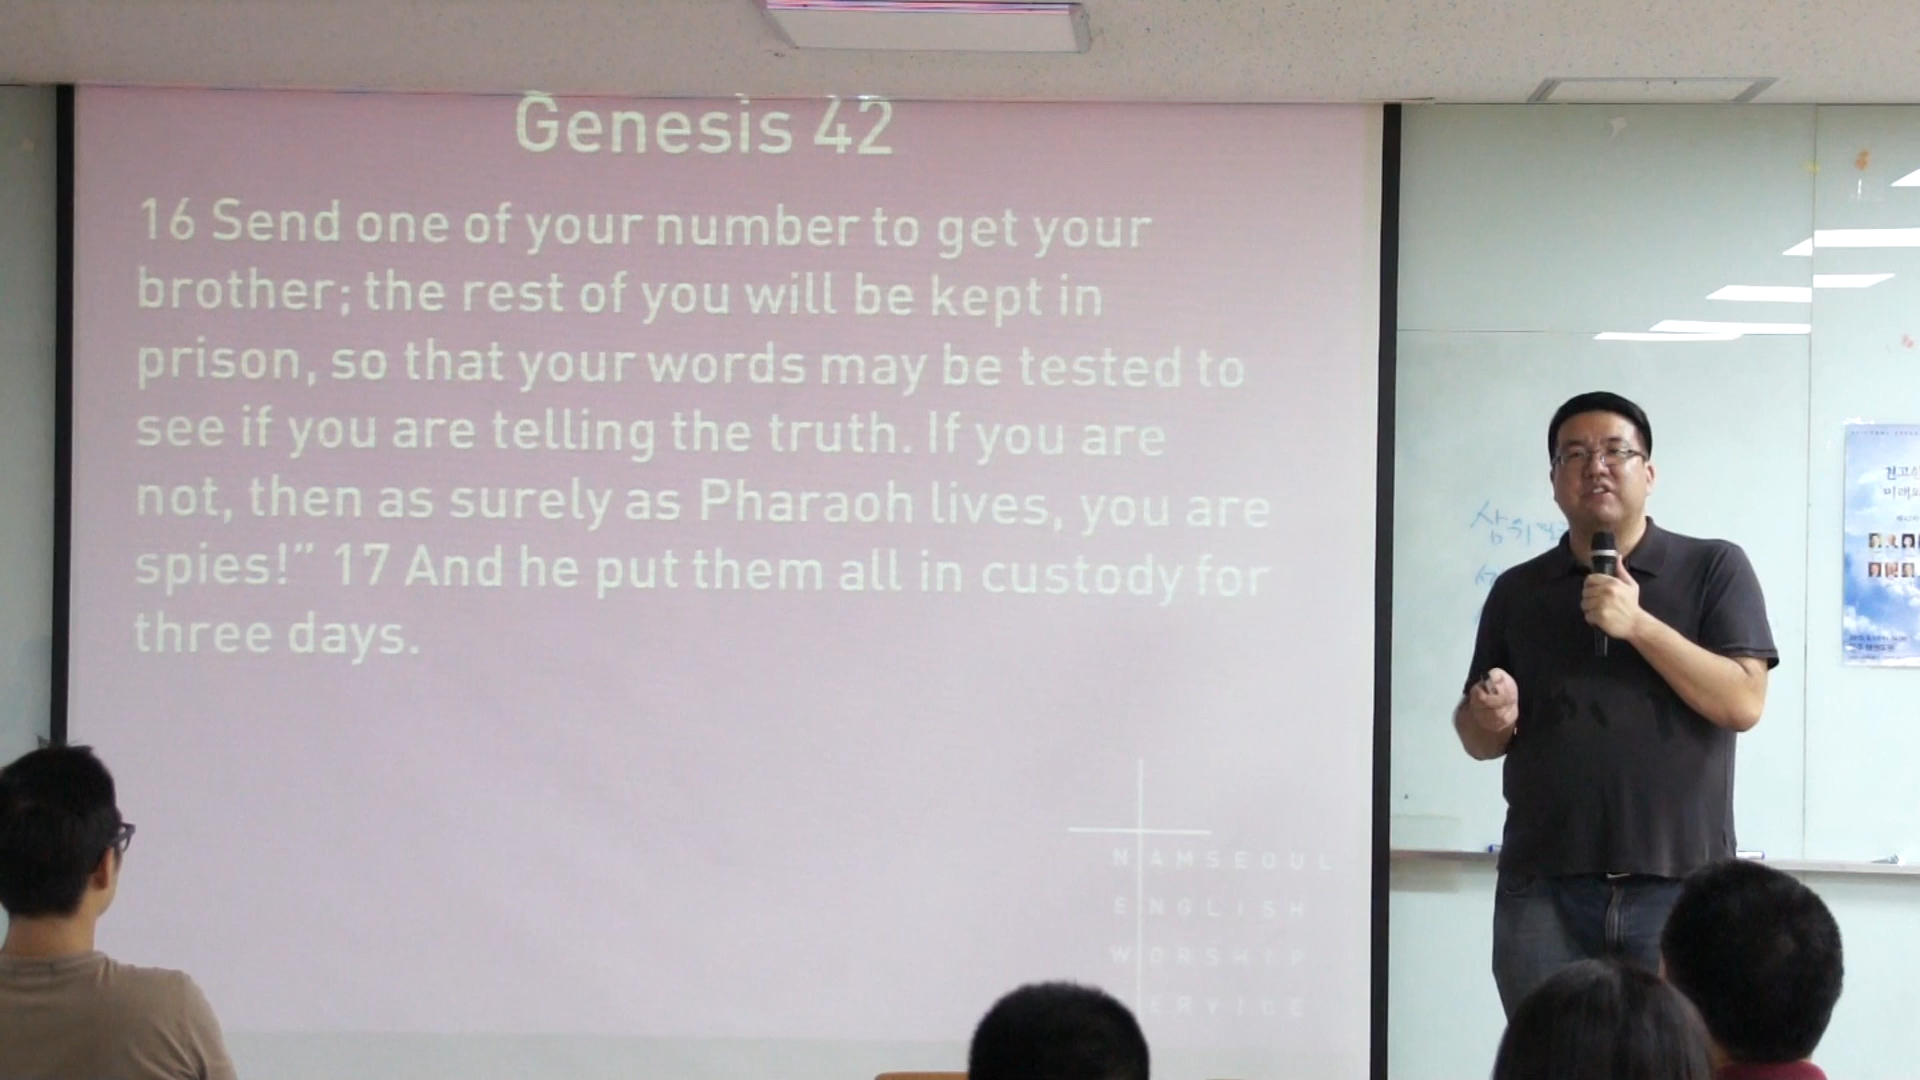 Genesis 42
16 Send one of your number to get your
brother; the rest of you will be kept in
prison, so that your words may be tested to
see if you are telling the truth. If you are
not, then as surely as Pharaoh lives, you are
spies!” 17 And he put them all in custody for
three days.
NAMSEOUL
ENGLISH
WORSHIP
SERVICE
삼위